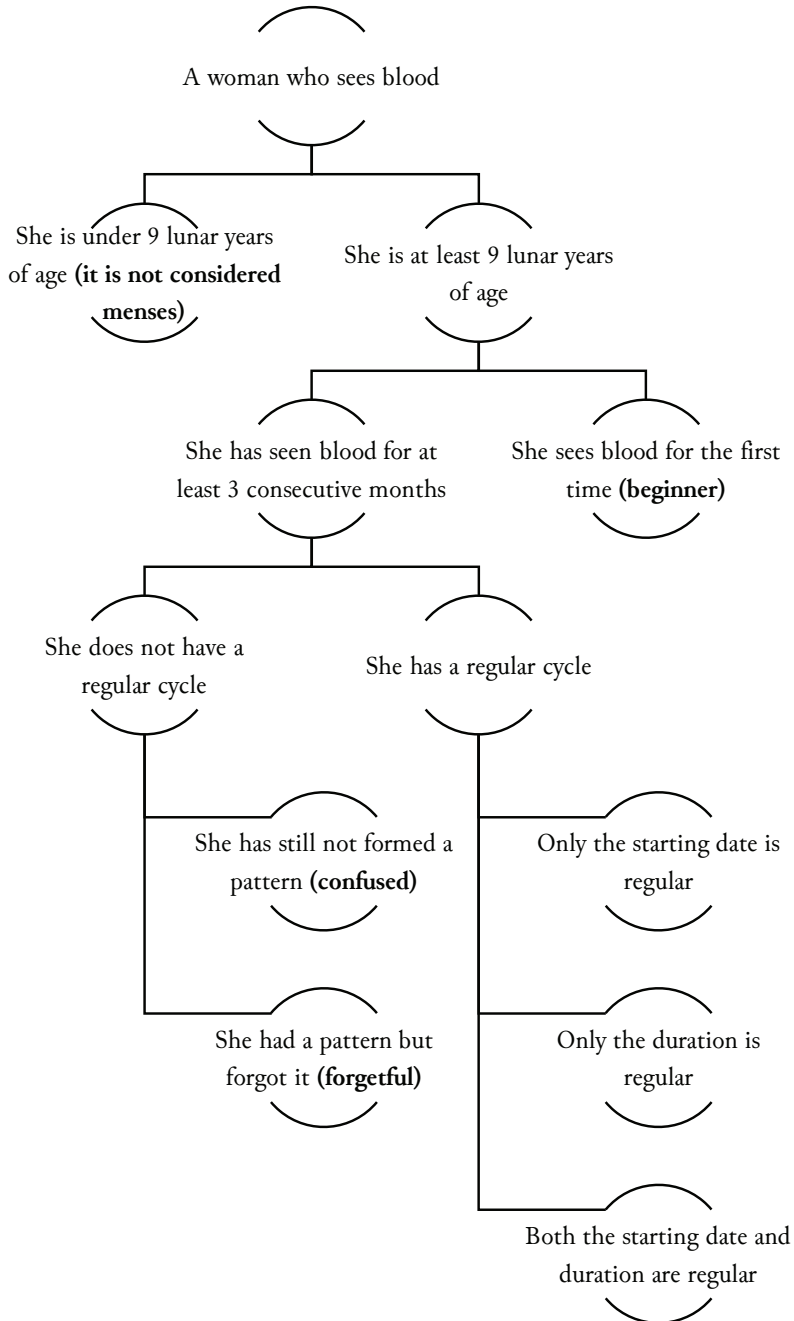 A woman who sees blood
She is under 9 lunar years
of age (it is not considered
menses)
She is at least 9 lunar years
of age
She has seen blood for at
least 3 consecutive months
She sees blood for the first
time (beginner)
She does not have a
regular cycle
She has a regular cycle
She has still not formed a
pattern (confused)
She had a pattern but
forgot it (forgetful)
Only the starting date is
regular
Only the duration is
regular
Both the starting date and
duration are regular